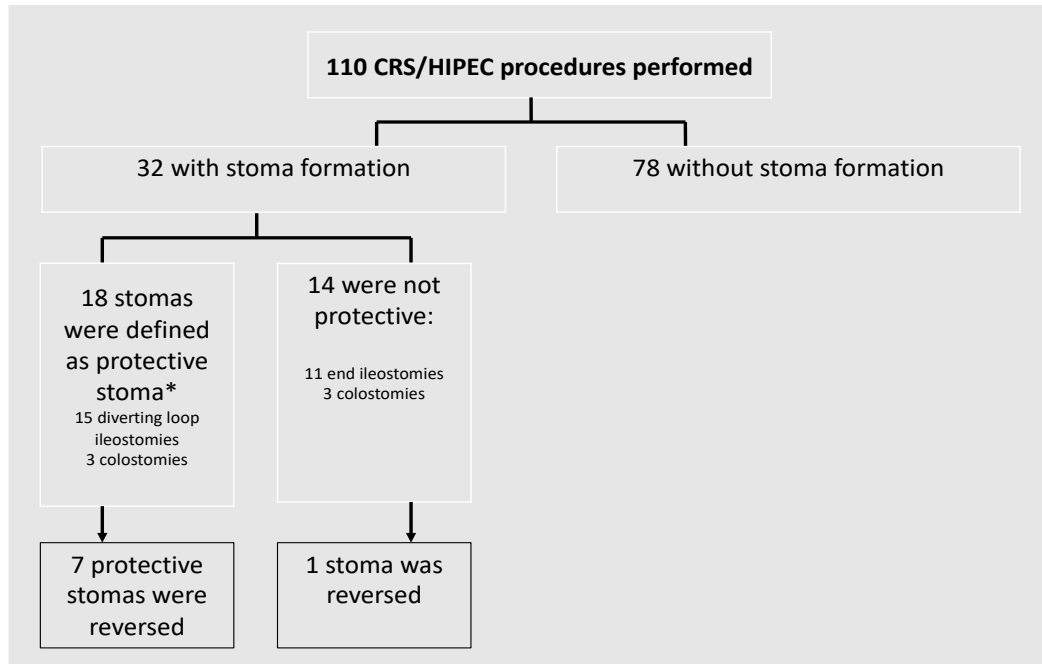 110 CRS/HIPEC procedures performed
32 with stoma formation
78 without stoma formation
18 stomas
were defined
as protective
stoma*
15 diverting loop
ileostomies
3 colostomies
14 were not
protective:
11 end ileostomies
3 colostomies
7 protective
stomas were
reversed
1 stoma was
reversed